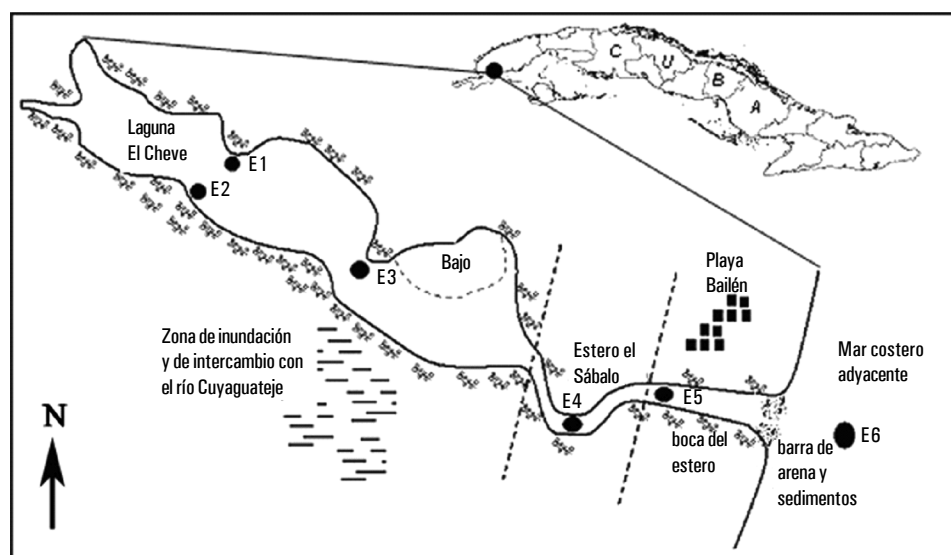 C
U
B
A
Laguna
El Cheve
E1
E2
E3
Bajo
Playa
Bailén
Zona de inundación
y de intercambio con
el río Cuyaguateje
Estero el
Sábalo
Mar costero
adyacente
E4
E5
E6
boca del
estero
barra de
arena y
sedimentos
N